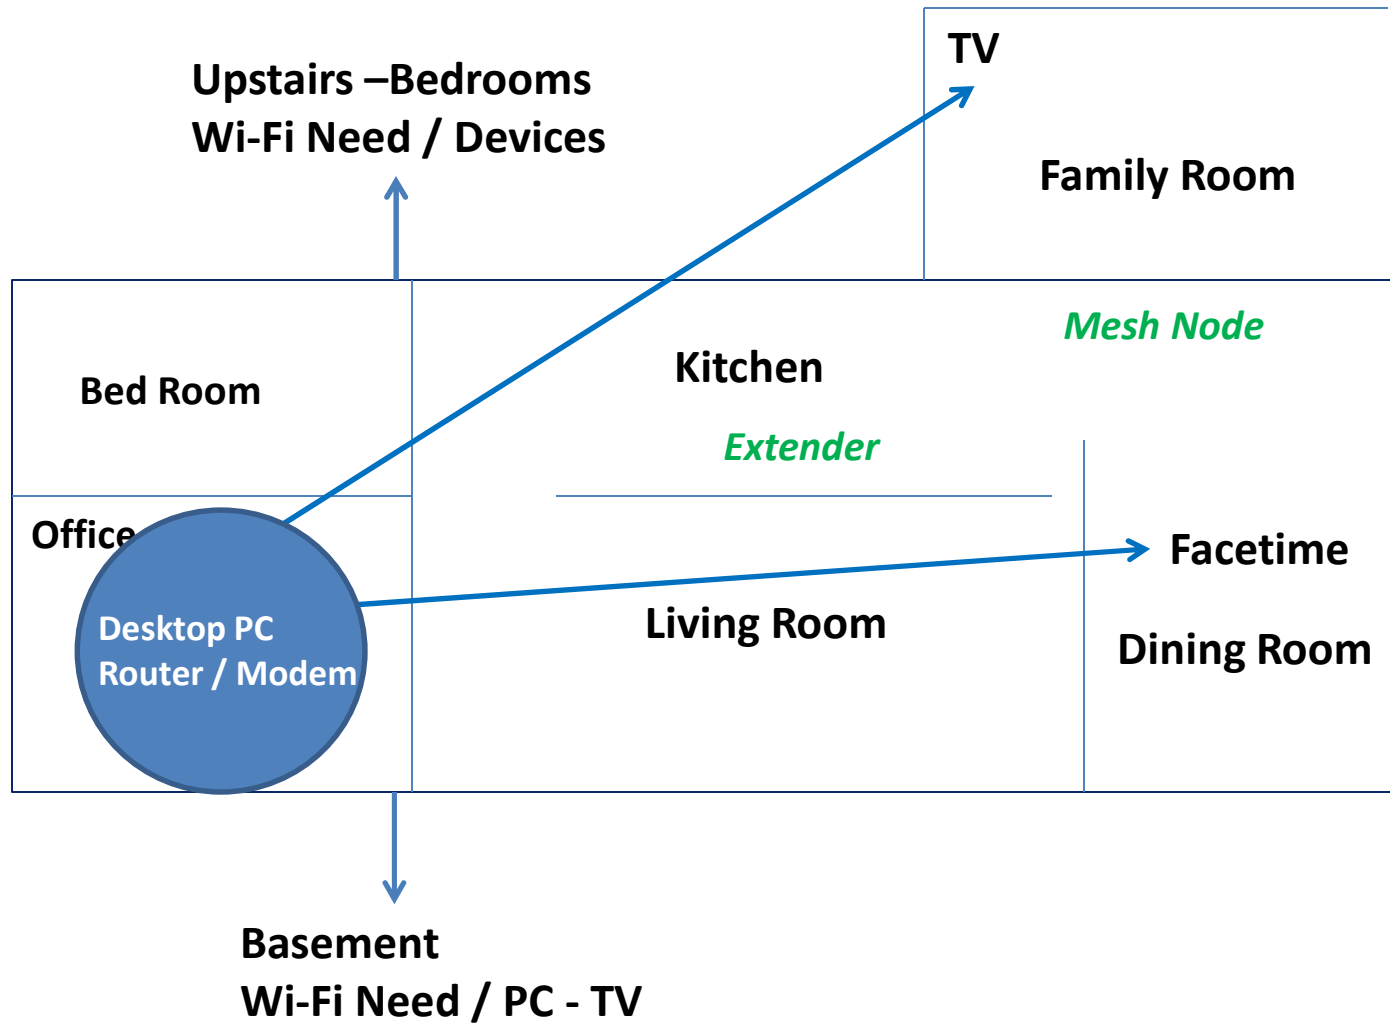 TV
Upstairs –Bedrooms
Wi-Fi Need / Devices
Family Room
Mesh Node
Kitchen
Bed Room
Extender
Office
Facetime
Desktop PC
Router / Modem
Living Room
Dining Room
Basement
Wi-Fi Need / PC - TV